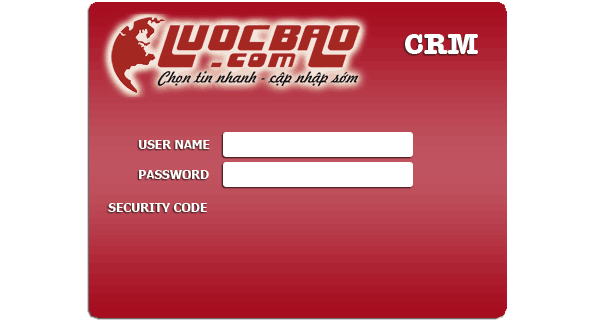 LUOCBAO
.COM
Chọn tin nhanh - cập nhập sớm
CRM
USER NAME
PASSWORD
SECURITY CODE